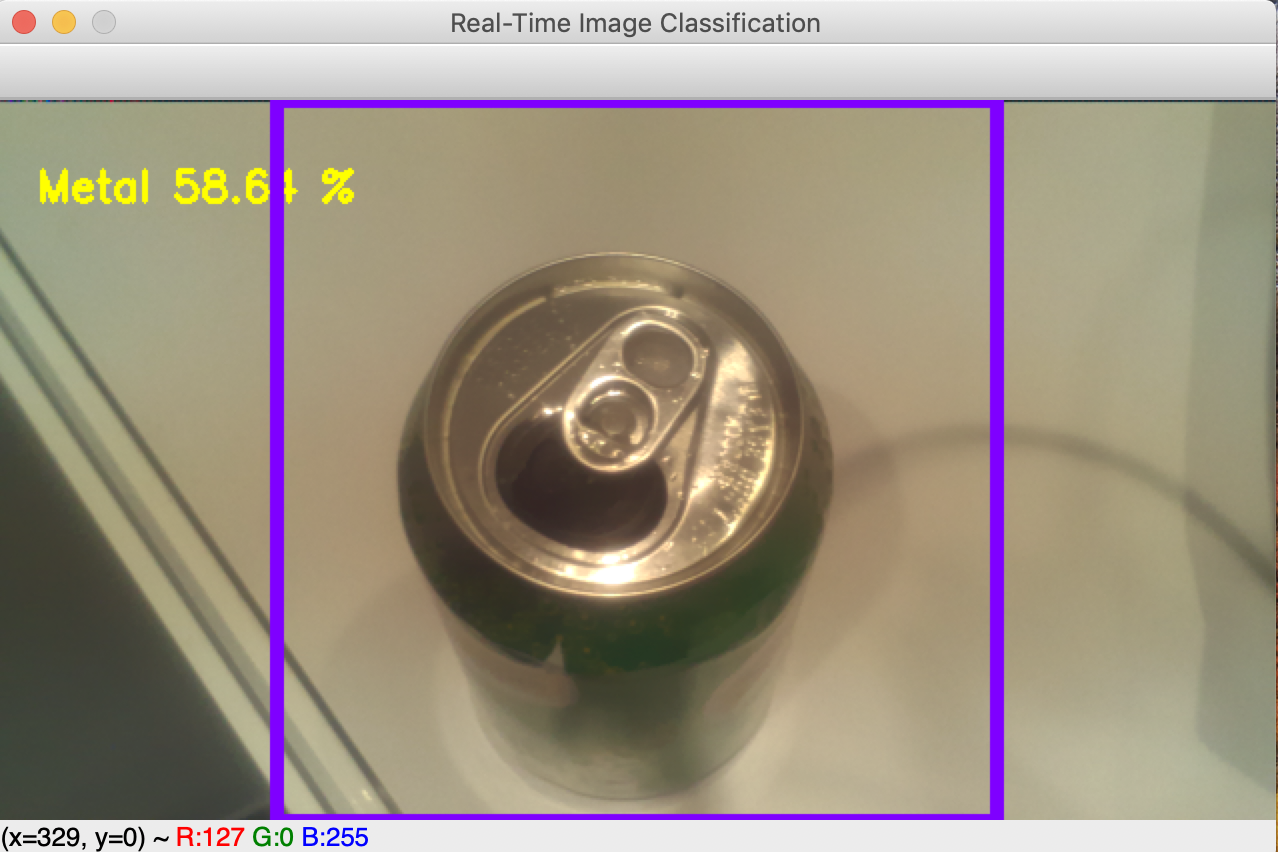 Real-Time Image Classification
Metal 58.64 %
(x=329, y=0) ~ R:127 G:0 B:255